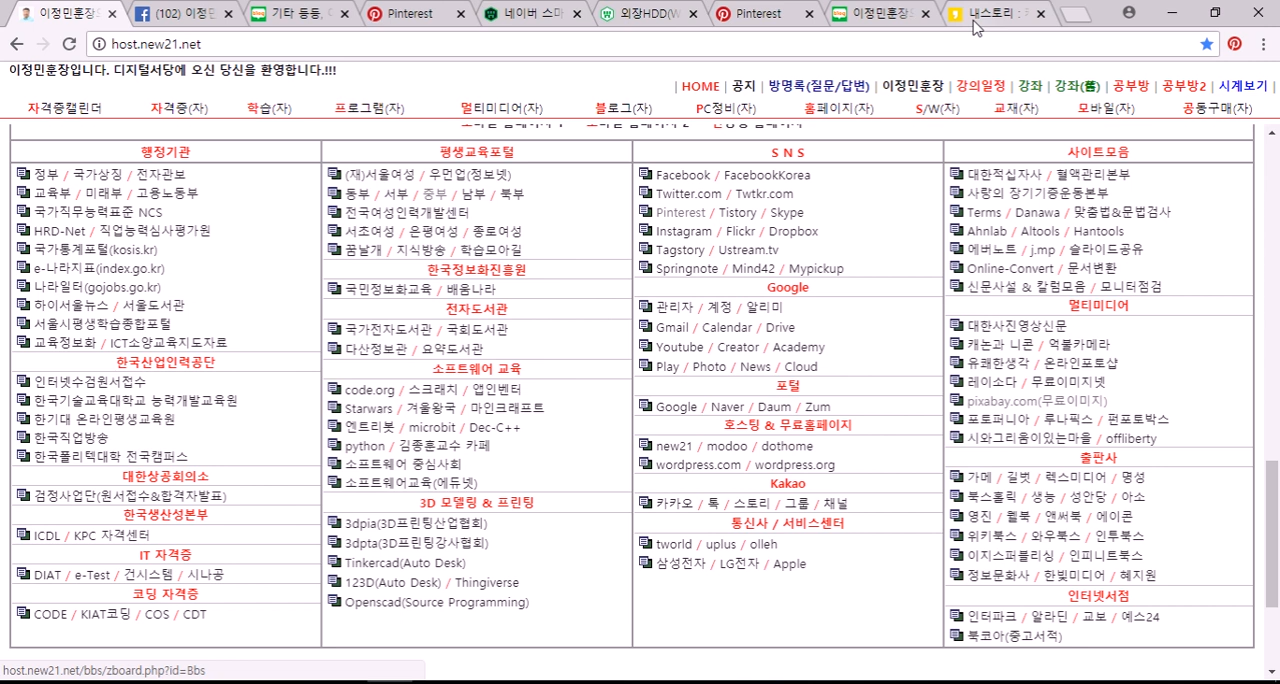 이정민훈장의
(102) 이정민
기타 등등,
Pinterest
네이버 스마
외장HDD(W
Pinterest
이정민훈장의
내스토리 :
host.new21.net
이정민훈장입니다. 디지털서당에 오신 당신을 환영합니다.!!!
| HOME | 공지 | 방명록(질문/답변) | 이정민훈장 | 강의일정 | 강좌 | 강좌(舊) | 공부방 | 공부방2 | 시계보기 |
자격증캘린더 자격증(자) 학습(자) 프로그램(자) 멀티미디어(자) 블로그(자) PC정비(자) 홈페이지(자) S/W(자) 교재(자) 모바일(자) 공동구매(자)
행정기관
정부 / 국가상징 / 전자관보
교육부 / 미래부 / 고용노동부
국가직무능력표준 NCS
HRD-Net / 직업능력심사평가원
국가통계포털(kosis.kr)
e-나라지표(index.go.kr)
나라일터(gojobs.go.kr)
하이서울뉴스 / 서울도서관
서울시평생학습종합포털
교육정보화 / ICT소양교육지도자료
한국산업인력공단
인터넷수검원서접수
한국기술교육대학교 능력개발교육원
한기대 온라인평생교육원
한국직업방송
한국폴리텍대학 전국캠퍼스
대한상공회의소
검정사업단(원서접수&합격자발표)
한국생산성본부
ICDL / KPC 자격센터
IT 자격증
DIAT / e-Test / 건시스템 / 시나공
코딩 자격증
CODE / KIAT코딩 / COS / CDT
평생교육포털
(재)서울여성 / 우먼업(정보넷)
동부 / 서부 / 중부 / 남부 / 북부
전국여성인력개발센터
서초여성 / 은평여성 / 종로여성
꿈날개 / 지식방송 / 학습모아길
한국정보화진흥원
국민정보화교육 / 배움나라
전자도서관
국가전자도서관 / 국회도서관
다산정보관 / 요약도서관
소프트웨어 교육
code.org / 스크래치 / 앱인벤터
Starwars / 겨울왕국 / 마인크래프트
엔트리봇 / microbit / Dec-C++
python / 김종훈교수 카페
소프트웨어 중심사회
소프트웨어교육(에듀넷)
3D 모델링 & 프린팅
3dpia(3D프린팅산업협회)
3dpta(3D프린팅강사협회)
Tinkercad(Auto Desk)
123D(Auto Desk) / Thingiverse
Openscad(Source Programming)
S N S
Facebook / FacebookKorea
Twitter.com / Twtkr.com
Pinterest / Tistory / Skype
Instagram / Flickr / Dropbox
Tagstory / Ustream.tv
Springnote / Mind42 / Mypickup
Google
관리자 / 계정 / 알리미
Gmail / Calendar / Drive
Youtube / Creator / Academy
Play / Photo / News / Cloud
포털
Google / Naver / Daum / Zum
호스팅 & 무료홈페이지
new21 / modoo / dothome
wordpress.com / wordpress.org
Kakao
카카오 / 톡 / 스토리 / 그룹 / 채널
통신사 / 서비스센터
tworld / uplus / olleh
삼성전자 / LG전자 / Apple
사이트모음
대한적십자사 / 혈액관리본부
사랑의 장기기증운동본부
Terms / Danawa / 맞춤법&문법검사
Ahnlab / Altools / Hantools
에버노트 / j.mp / 슬라이드공유
Online-Convert / 문서변환
신문사설 & 칼럼모음 / 모니터점검
멀티미디어
대한사진영상신문
캐논과 니콘 / 억불카메라
유쾌한생각 / 온라인포토샵
레이소다 / 무료이미지넷
pixabay.com(무료이미지)
포토퍼니아 / 루나픽스 / 펀포토박스
시와그리움이있는마을 / offliberty
출판사
가메 / 길벗 / 렉스미디어 / 명성
북스홀릭 / 생능 / 성안당 / 아소
영진 / 웰북 / 앤써북 / 에이콘
위키북스 / 와우북스 / 인투북스
이지스퍼블리싱 / 인피니트북스
정보문화사 / 한빛미디어 / 혜지원
인터넷서점
인터파크 / 알라딘 / 교보 / 예스24
북코아(중고서적)
host.new21.net/bbs/zboard.php?id=Bbs